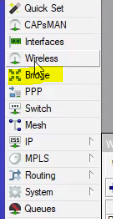 Quick Set
CAPsMAN
Interfaces
Wireless
Bridge
PPP
Switch
Mesh
IP
MPLS
Routing
System
Queues